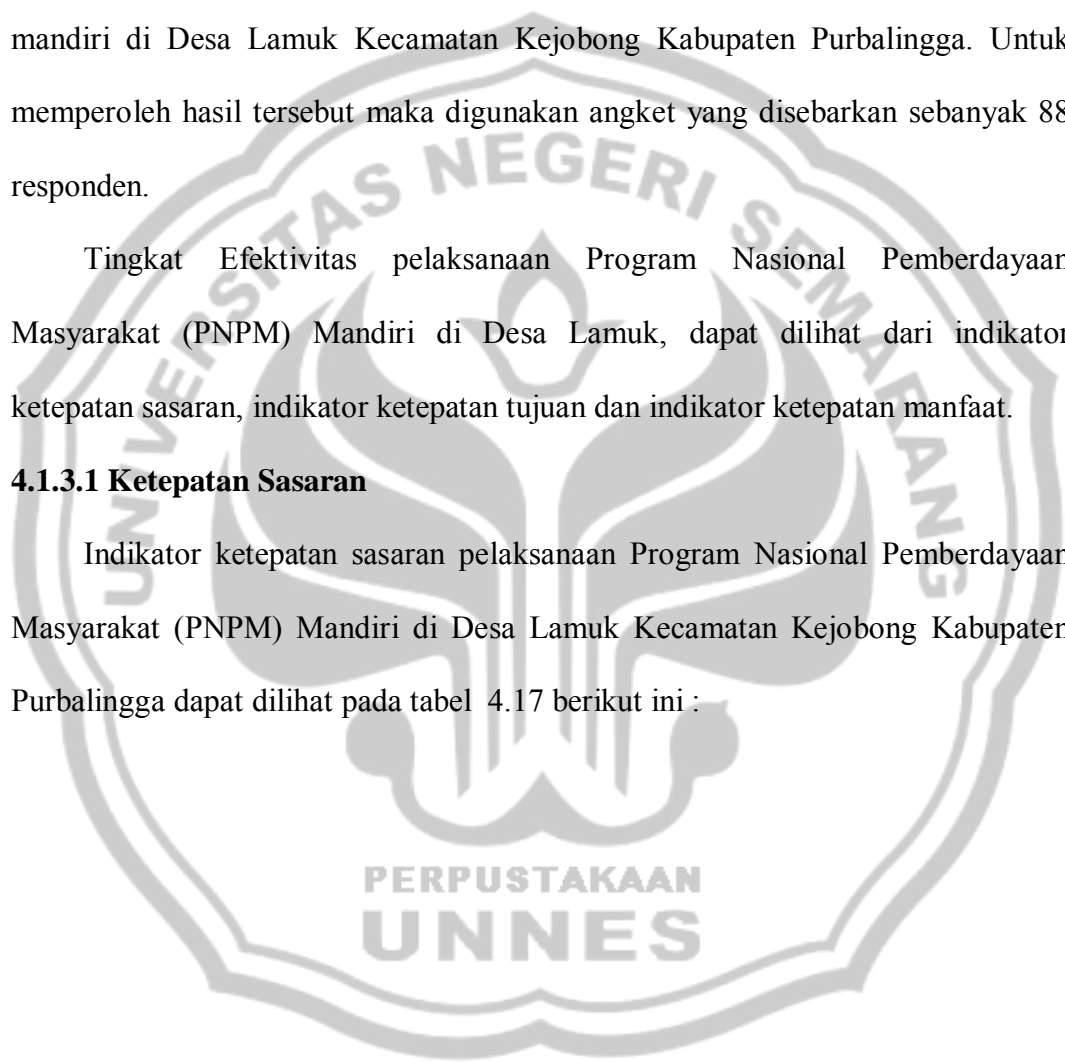 mandiri di Desa Lamuk Kecamatan Kejobong Kabupaten Purbalingga. Untuk
memperoleh hasil tersebut maka digunakan angket yang disebarkan sebanyak 88
responden.
Tingkat Efektivitas pelaksanaan Program Nasional Pemberdayaan
Masyarakat (PNPM) Mandiri di Desa Lamuk, dapat dilihat dari indikator
ketepatan sasaran, indikator ketepatan tujuan dan indikator ketepatan manfaat.
4.1.3.1 Ketepatan Sasaran
Indikator ketepatan sasaran pelaksanaan Program Nasional Pemberdayaan
Masyarakat (PNPM) Mandiri di Desa Lamuk Kecamatan Kejobong Kabupaten
Purbalingga dapat dilihat pada tabel 4.17 berikut ini :
UNIVERSITAS NEGERI SEMARANG
PERPUSTAKAAN
UNNES